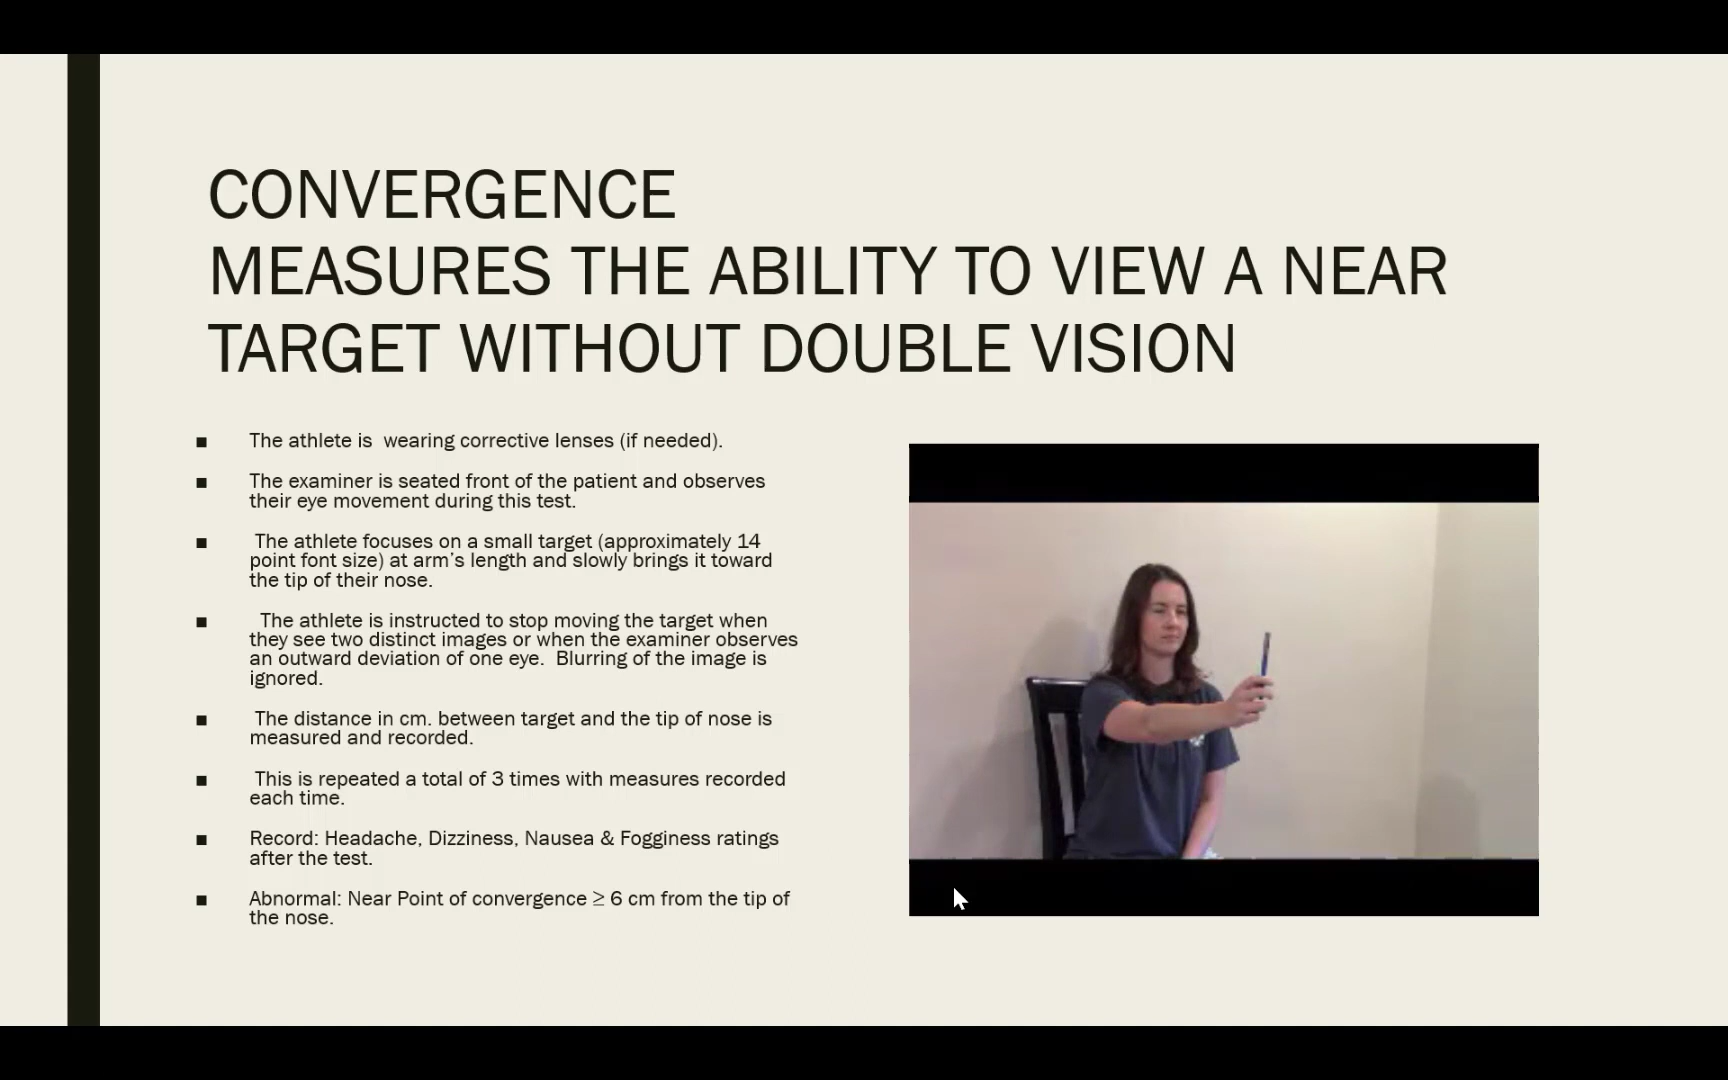 CONVERGENCE
MEASURES THE ABILITY TO VIEW A NEAR
TARGET WITHOUT DOUBLE VISION
■ The athlete is  wearing corrective lenses (if needed).
■ The examiner is seated front of the patient and observes
their eye movement during this test.
■ The athlete focuses on a small target (approximately 14
point font size) at arm’s length and slowly brings it toward
the tip of their nose.
■ The athlete is instructed to stop moving the target when
they see two distinct images or when the examiner observes
an outward deviation of one eye.  Blurring of the image is
ignored.
■ The distance in cm. between target and the tip of nose is
measured and recorded.
■ This is repeated a total of 3 times with measures recorded
each time.
■ Record: Headache, Dizziness, Nausea & Fogginess ratings
after the test.
■ Abnormal: Near Point of convergence ≥ 6 cm from the tip of
the nose.